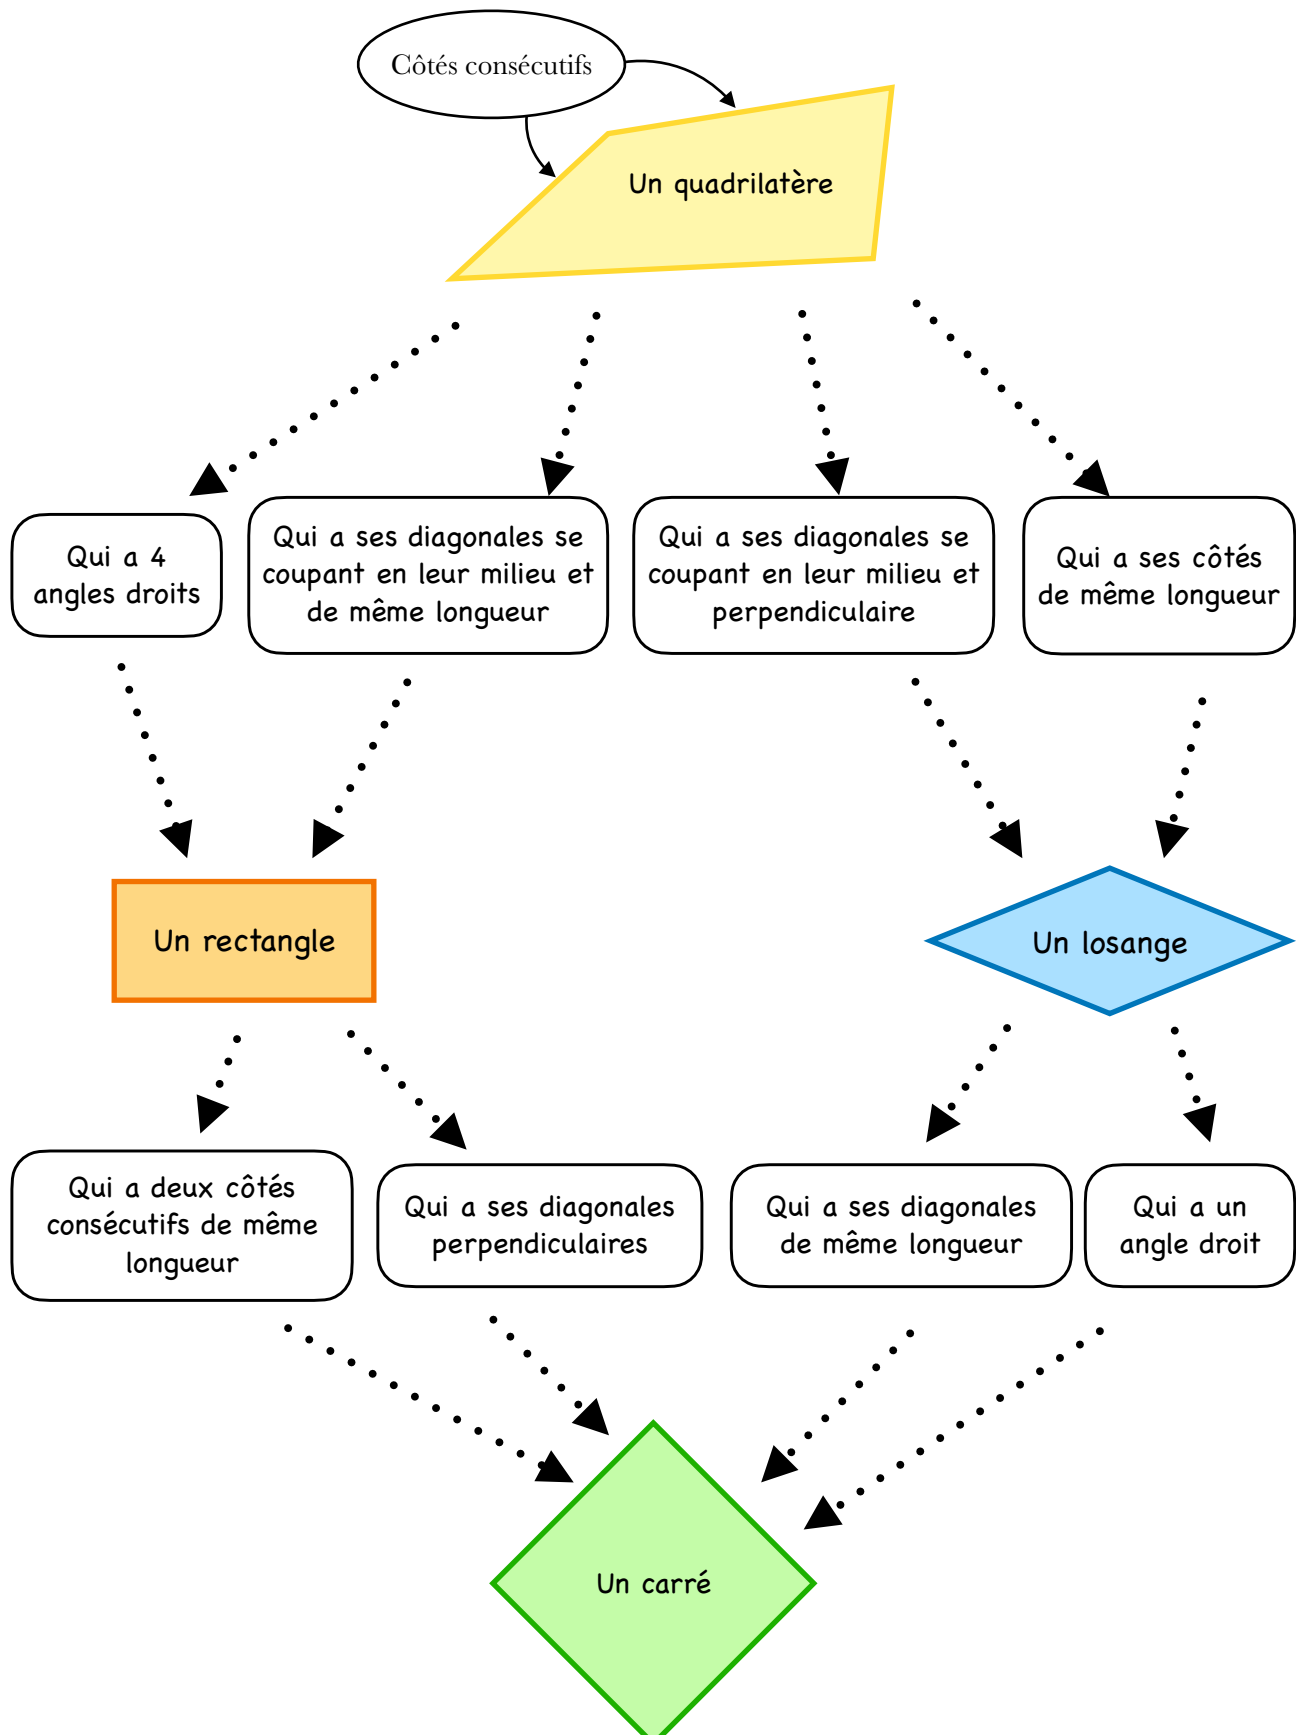 Côtés consécutifs
Un quadrilatère
Qui a 4
angles droits
Qui a ses diagonales se
coupant en leur milieu et
de même longueur
Qui a ses diagonales se
coupant en leur milieu et
perpendiculaire
Qui a ses côtés
de même longueur
Un rectangle
Un losange
Qui a deux côtés
consécutifs de même
longueur
Qui a ses diagonales
perpendiculaires
Qui a ses diagonales
de même longueur
Qui a un
angle droit
Un carré